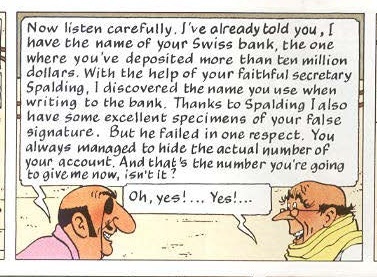 Now listen carefully. I've already told you, I
have the name of your Swiss bank, the one
where you've deposited more than ten million
dollars. With the help of your faithful secretary
Spalding, I discovered the name you use when
writing to the bank. Thanks to Spalding I also
have some excellent specimens of your false
signature. But he failed in one respect. You
always managed to hide the actual number of
your account. And that's the number you're going
to give me now, isn't it?
Oh, yes!... Yes!...